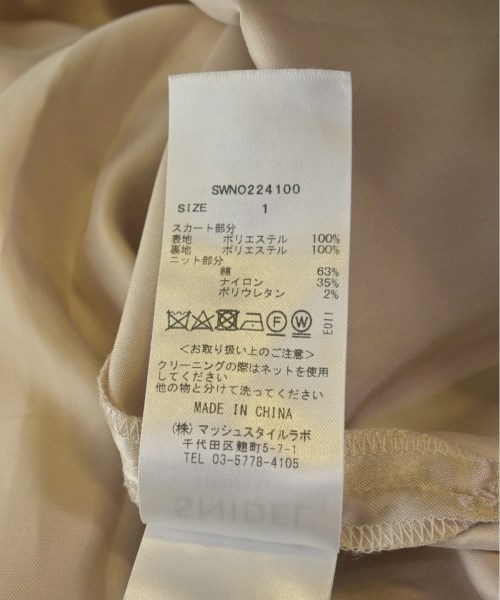 SWNO224100
SIZE 1
スカート部分
表地 ポリエステル 100%
裏地 ポリエステル 100%
ニット部分
綿 63%
ナイロン 35%
ポリウレタン 2%
F W
E011
<お取り扱い上のご注意>
クリーニングの際はネットを使用
してください
他の物と分けて洗ってください
MADE IN CHINA
(株)マッシュスタイルラボ
千代田区麹町5-7-1
TEL 03-5778-4105
SNIDEL